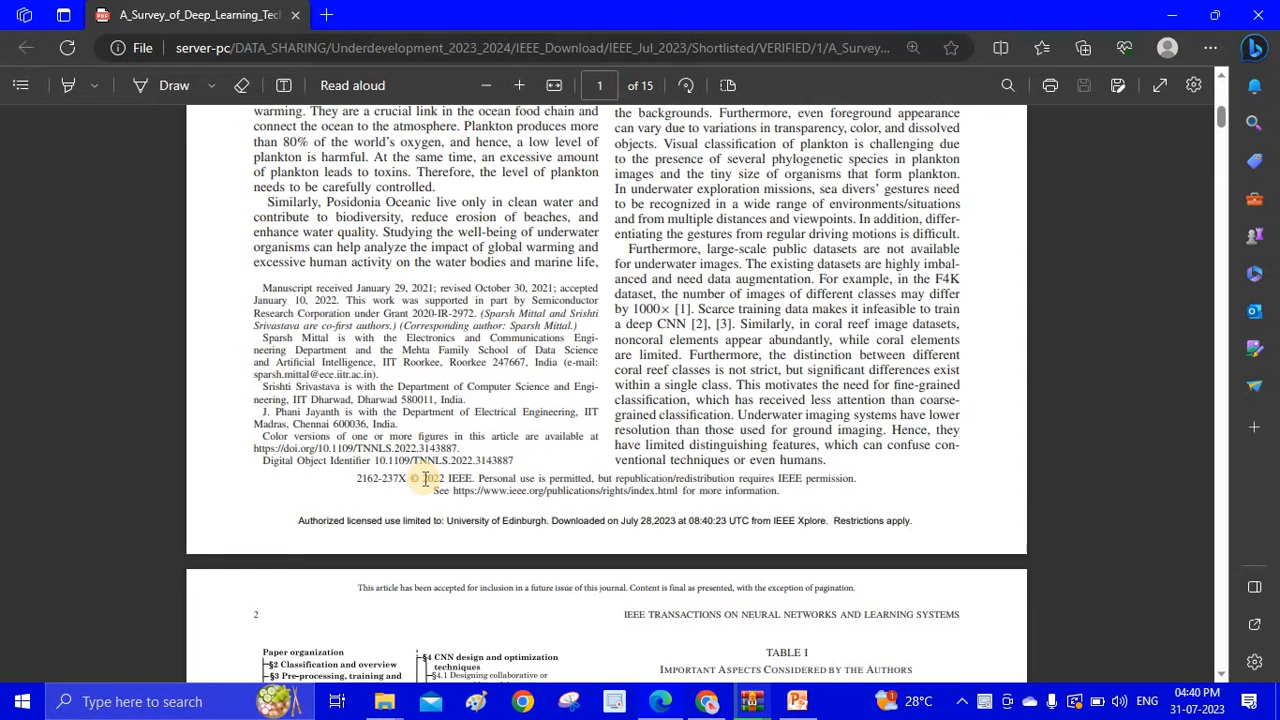 A_Survey_of_Deep_Learning_Tec
File
server-pc/DATA_SHARING/Underdevelopment_2023_2024/IEEE_Download/IEEE_Jul_2023/Shortlisted/VERIFIED/1/A_Survey...
Draw
Read aloud
1
of 15
warming. They are a crucial link in the ocean food chain and
connect the ocean to the atmosphere. Plankton produces more
than 80% of the world's oxygen, and hence, a low level of
plankton is harmful. At the same time, an excessive amount
of plankton leads to toxins. Therefore, the level of plankton
needs to be carefully controlled.
Similarly, Posidonia Oceanic live only in clean water and
contribute to biodiversity, reduce erosion of beaches, and
enhance water quality. Studying the well-being of underwater
organisms can help analyze the impact of global warming and
excessive human activity on the water bodies and marine life,
Manuscript received January 29, 2021; revised October 30, 2021; accepted
January 10, 2022. This work was supported in part by Semiconductor
Research Corporation under Grant 2020-IR-2972. (Sparsh Mittal and Srishti
Srivastava are co-first authors.) (Corresponding author: Sparsh Mittal.)
Sparsh Mittal is with the Electronics and Communications Engi-
neering Department and the Mehta Family School of Data Science
and Artificial Intelligence, IIT Roorkee, Roorkee 247667, India (e-mail:
sparsh.mittal@ece.iitr.ac.in).
Srishti Srivastava is with the Department of Computer Science and Engi-
neering, IIT Dharwad, Dharwad 580011, India.
J. Phani Jayanth is with the Department of Electrical Engineering, IIT
Madras, Chennai 600036, India.
Color versions of one or more figures in this article are available at
https://doi.org/10.1109/TNNLS.2022.3143887.
Digital Object Identifier 10.1109/TNNLS.2022.3143887
the backgrounds. Furthermore, even foreground appearance
can vary due to variations in transparency, color, and dissolved
objects. Visual classification of plankton is challenging due
to the presence of several phylogenetic species in plankton
images and the tiny size of organisms that form plankton.
In underwater exploration missions, sea divers' gestures need
to be recognized in a wide range of environments/situations
and from multiple distances and viewpoints. In addition, differ-
entiating the gestures from regular driving motions is difficult.
Furthermore, large-scale public datasets are not available
for underwater images. The existing datasets are highly imbal-
anced and need data augmentation. For example, in the F4K
dataset, the number of images of different classes may differ
by 1000× [1]. Scarce training data makes it infeasible to train
a deep CNN [2], [3]. Similarly, in coral reef image datasets,
noncoral elements appear abundantly, while coral elements
are limited. Furthermore, the distinction between different
coral reef classes is not strict, but significant differences exist
within a single class. This motivates the need for fine-grained
classification, which has received less attention than coarse-
grained classification. Underwater imaging systems have lower
resolution than those used for ground imaging. Hence, they
have limited distinguishing features, which can confuse con-
ventional techniques or even humans.
2162-237X © 2022 IEEE. Personal use is permitted, but republication/redistribution requires IEEE permission.
See https://www.ieee.org/publications/rights/index.html for more information.
Authorized licensed use limited to: University of Edinburgh. Downloaded on July 28,2023 at 08:40:23 UTC from IEEE Xplore. Restrictions apply.
This article has been accepted for inclusion in a future issue of this journal. Content is final as presented, with the exception of pagination.
2
IEEE TRANSACTIONS ON NEURAL NETWORKS AND LEARNING SYSTEMS
Paper organization
§2 Classification and overview
§3 Pre-processing, training and
§4 CNN design and optimization
techniques
§4.1 Designing collaborative or
TABLE I
IMPORTANT ASPECTS CONSIDERED BY THE AUTHORS
Type here to search
28°C
ENG
04:40 PM
31-07-2023